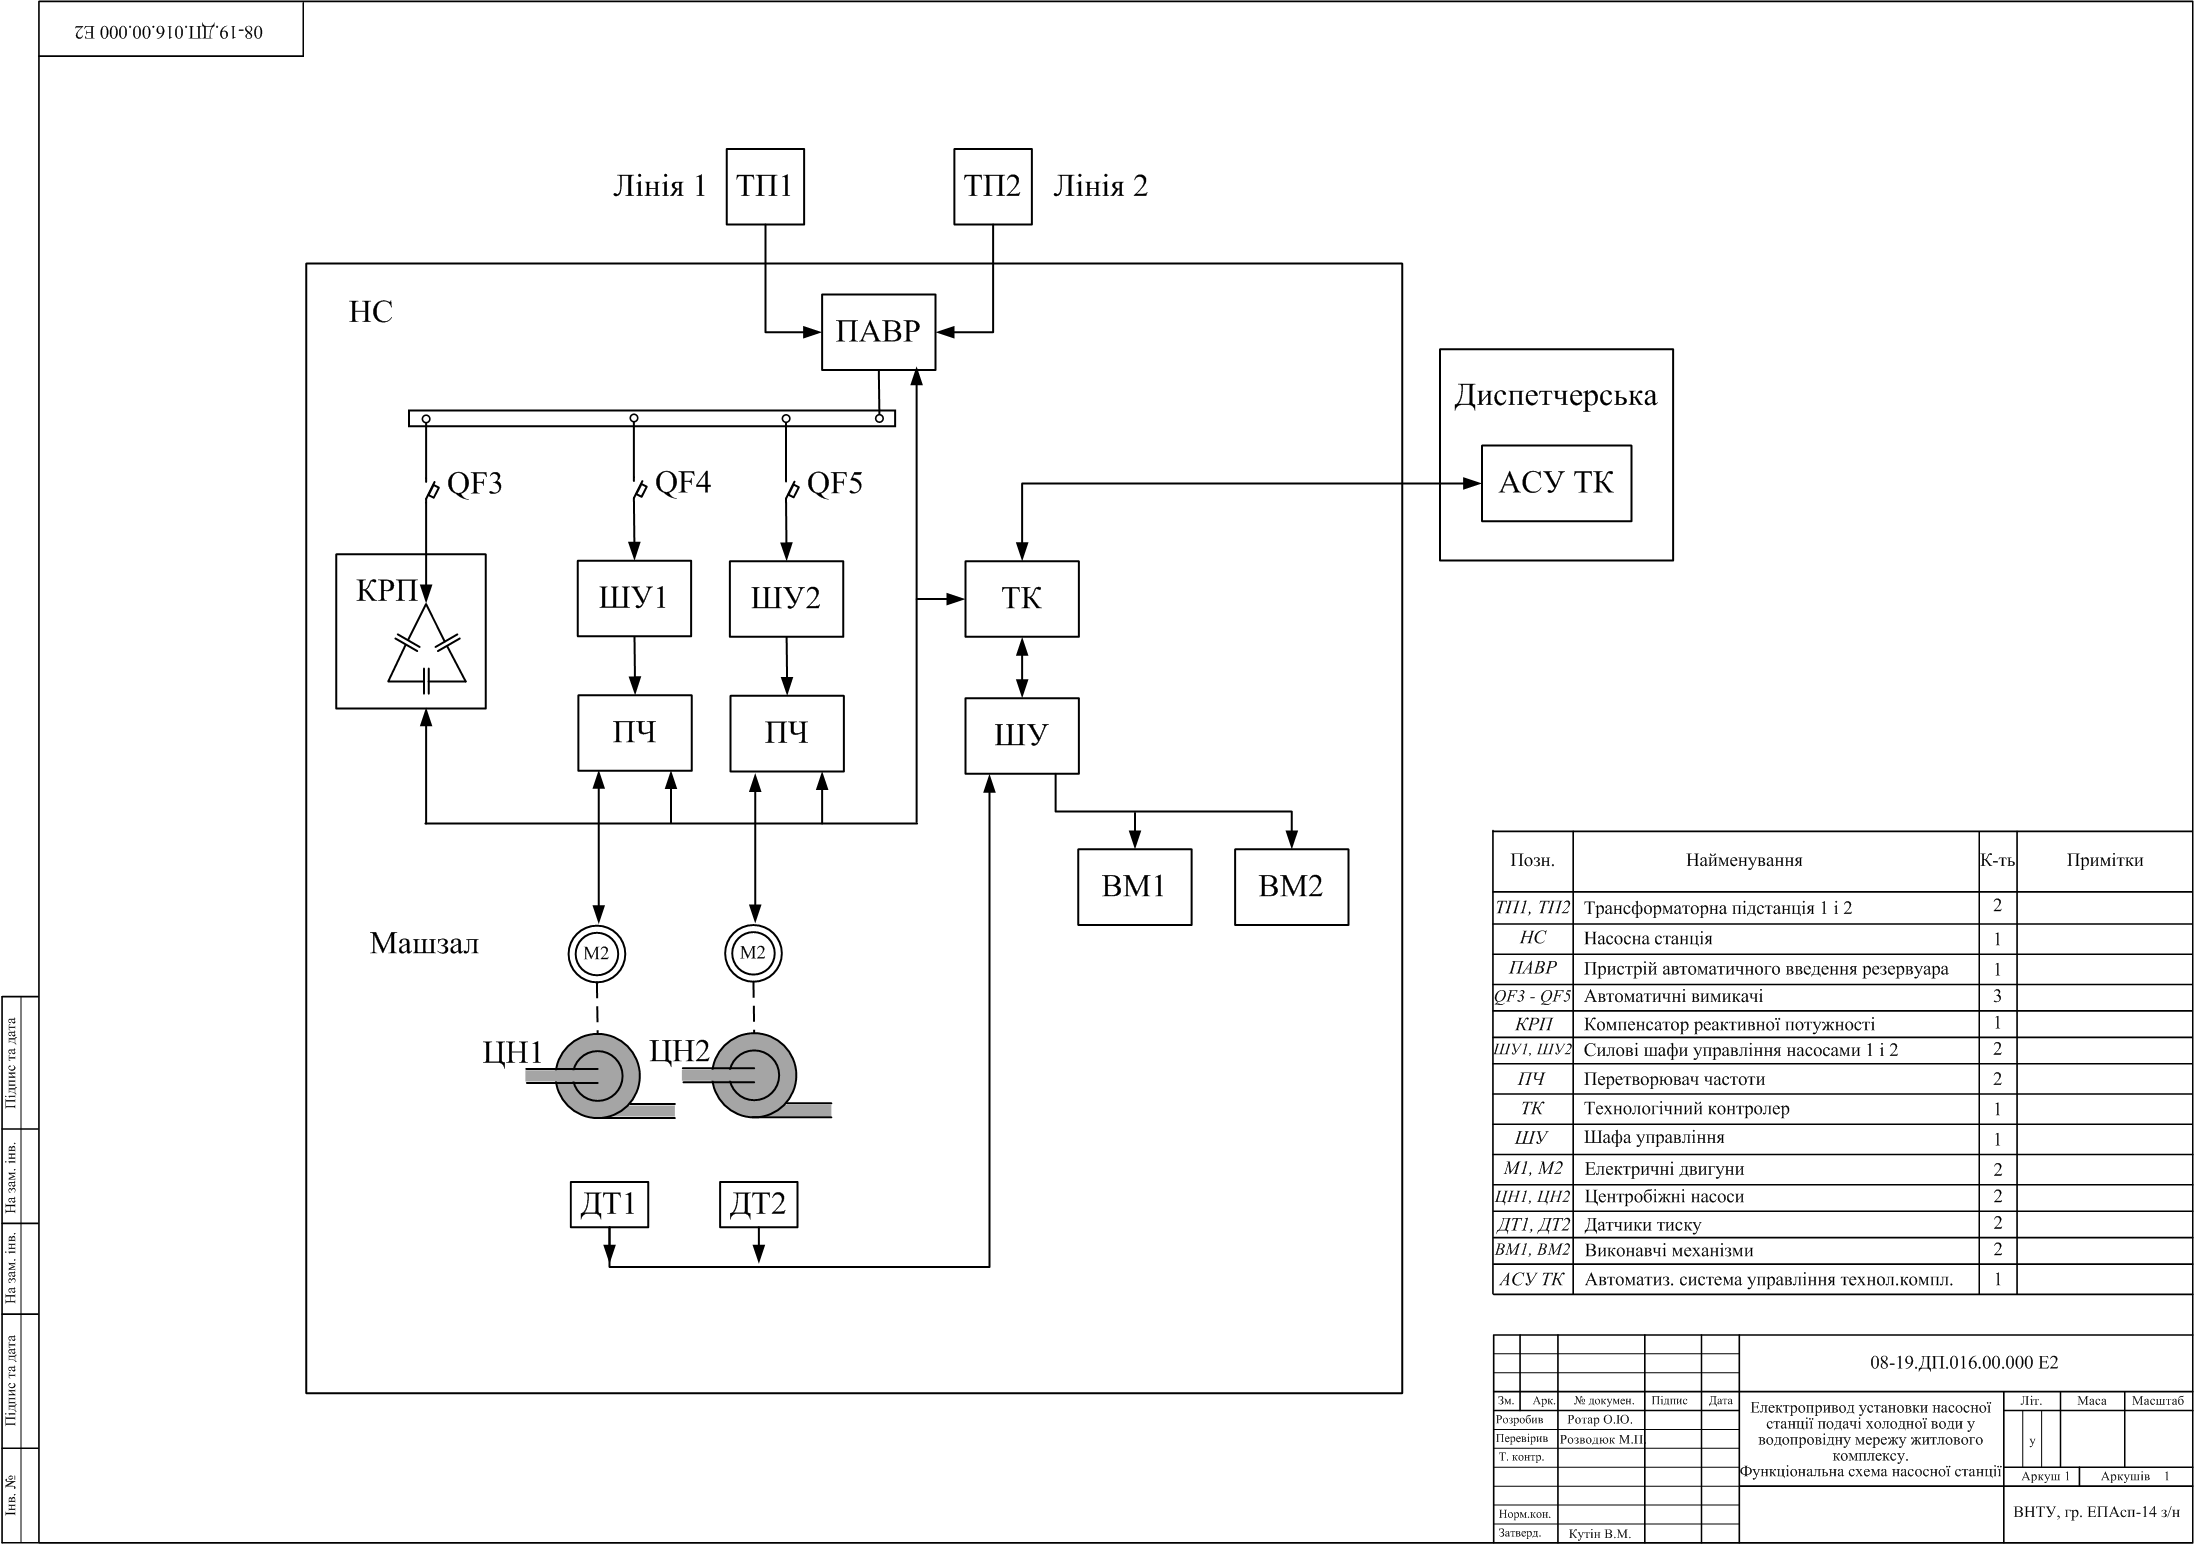 08-19.ДП.016.00.000 Е2
Лінія 1
ТП1
ТП2
Лінія 2
НС
ПАВР
Диспетчерська
АСУ ТК
QF3
QF4
QF5
КРП
ШУ1
ШУ2
ТК
ПЧ
ПЧ
ШУ
ВМ1
ВМ2
Машзал
М2
М2
ЦН1
ЦН2
ДТ1
ДТ2
Позн. Найменування К-ть Примітки
ТП1, ТП2 Трансформаторна підстанція 1 і 2 2
НС Насосна станція 1
ПАВР Пристрій автоматичного введення резервуара 1
QF3 - QF5 Автоматичні вимикачі 3
КРП Компенсатор реактивної потужності 1
ШУ1, ШУ2 Силові шафи управління насосами 1 і 2 2
ПЧ Перетворювач частоти 2
ТК Технологічний контролер 1
ШУ Шафа управління 1
М1, М2 Електричні двигуни 2
ЦН1, ЦН2 Центробіжні насоси 2
ДТ1, ДТ2 Датчики тиску 2
ВМ1, ВМ2 Виконавчі механізми 2
АСУ ТК Автоматиз. система управління технол.компл. 1
08-19.ДП.016.00.000 Е2
Зм. Арк. № докумен. Підпис Дата
Розробив Ротар О.Ю.
Перевірив Розводюк М.П
Т. контр.
Норм.кон.
Затверд. Кутін В.М.
Електропривод установки насосної
станції подачі холодної води у
водопровідну мережу житлового
комплексу.
Функціональна схема насосної станції
Літ. Маса Масштаб
у
Аркуш 1 Аркушів 1
ВНТУ, гр. ЕПАсп-14 з/н
Підпис та дата
На зам. інв.
На зам. інв.
Підпис та дата
Інв. №